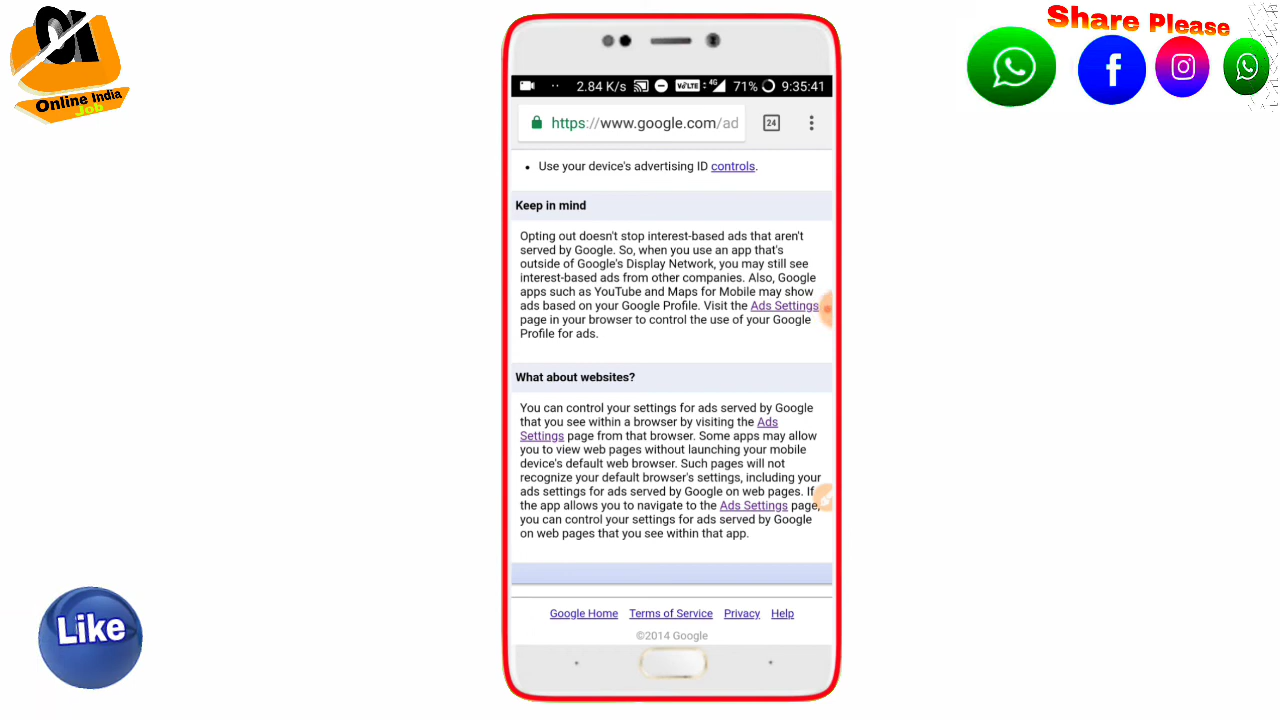 Online India
Job
Share Please
2.84 K/s VoLTE 4G 71% 9:35:41
https://www.google.com/ad 24
• Use your device's advertising ID controls.
Keep in mind
Opting out doesn't stop interest-based ads that aren't
served by Google. So, when you use an app that's
outside of Google's Display Network, you may still see
interest-based ads from other companies. Also, Google
apps such as YouTube and Maps for Mobile may show
ads based on your Google Profile. Visit the Ads Settings
page in your browser to control the use of your Google
Profile for ads.
What about websites?
You can control your settings for ads served by Google
that you see within a browser by visiting the Ads
Settings page from that browser. Some apps may allow
you to view web pages without launching your mobile
device's default web browser. Such pages will not
recognize your default browser's settings, including your
ads settings for ads served by Google on web pages. If
the app allows you to navigate to the Ads Settings page,
you can control your settings for ads served by Google
on web pages that you see within that app.
Google Home Terms of Service Privacy Help
©2014 Google
Like